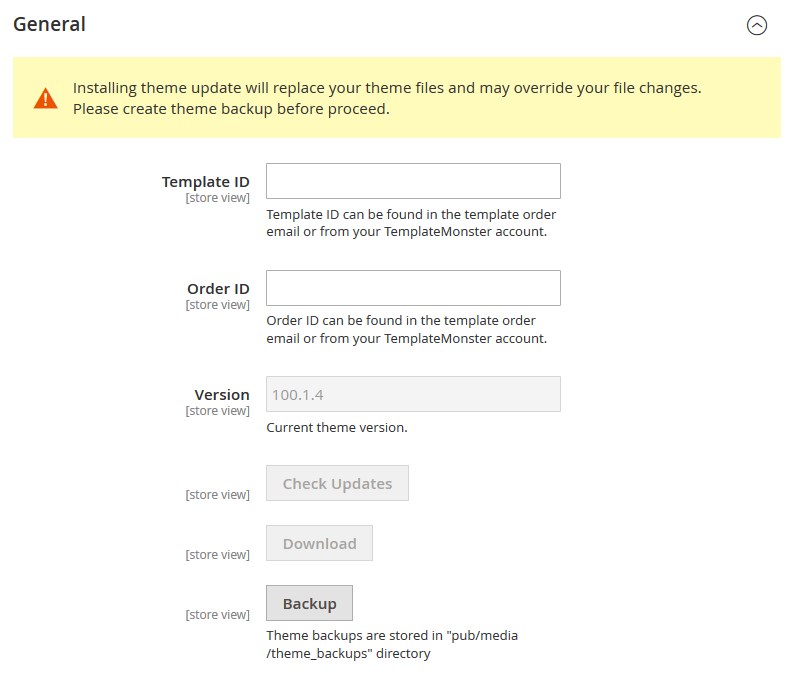 General
Installing theme update will replace your theme files and may override your file changes.
Please create theme backup before proceed.
Template ID
[store view]
Template ID can be found in the template order
email or from your TemplateMonster account.
Order ID
[store view]
Order ID can be found in the template order
email or from your TemplateMonster account.
Version
[store view]
100.1.4
Current theme version.
[store view]
Check Updates
[store view]
Download
[store view]
Backup
Theme backups are stored in "pub/media
/theme_backups" directory